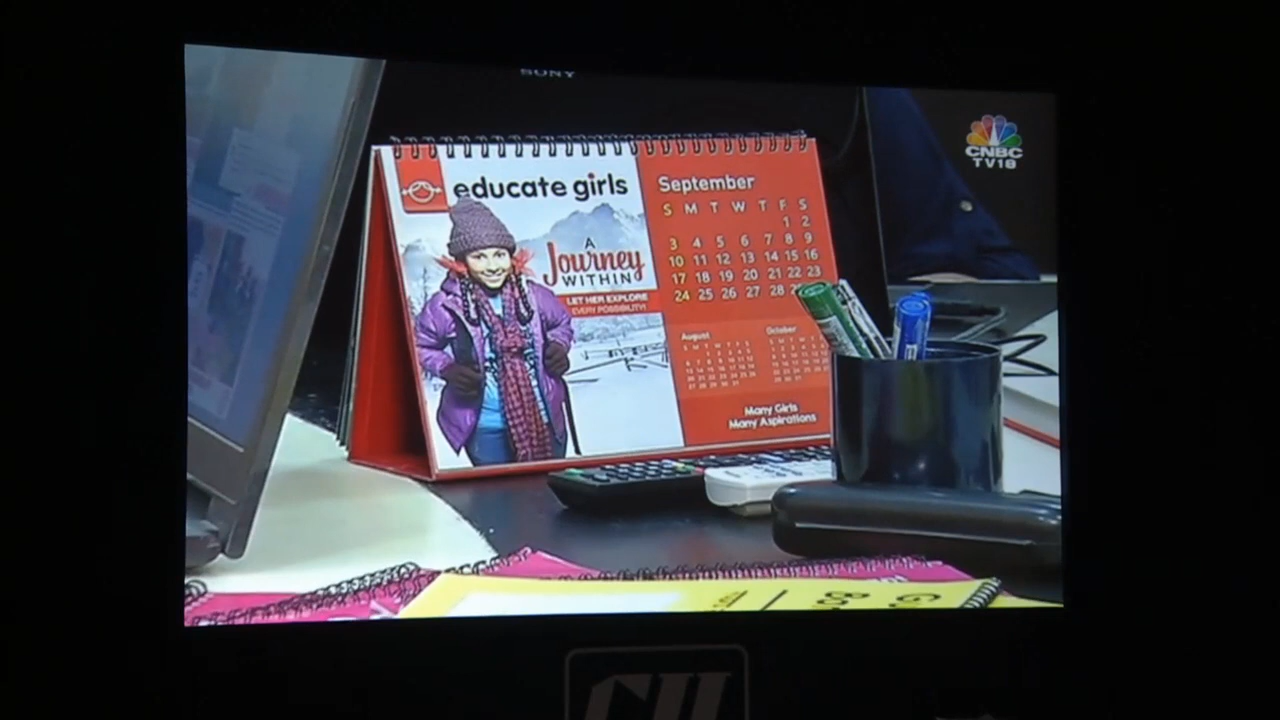 SONY
CNBC
TV18
educate girls
A
Journey
WITHIN
LET HER EXPLORE
EVERY POSSIBILITY!
September
S M T W T F S
1 2
3 4 5 6 7 8 9
10 11 12 13 14 15 16
17 18 19 20 21 22 23
24 25 26 27 28
August
October
Many Girls
Many Aspirations
CII